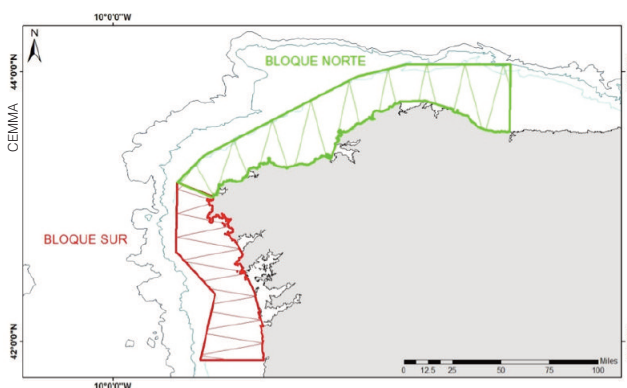 10°0'0"W
N
BLOQUE NORTE
44°0'0"N
CEMMA
BLOQUE SUR
42°0'0"N
0 12.5 25 50 75 100 Miles
10°0'0"W